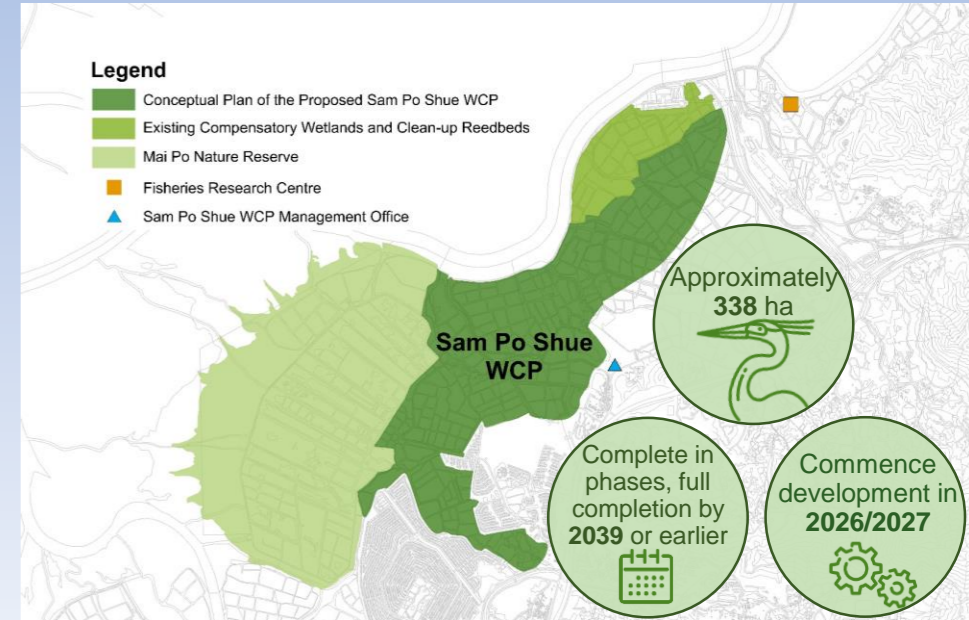 Legend
Conceptual Plan of the Proposed Sam Po Shue WCP
Existing Compensatory Wetlands and Clean-up Reedbeds
Mai Po Nature Reserve
Fisheries Research Centre
Sam Po Shue WCP Management Office
Sam Po Shue
WCP
Approximately
338 ha
Complete in
phases, full
completion by
2039 or earlier
Commence
development in
2026/2027